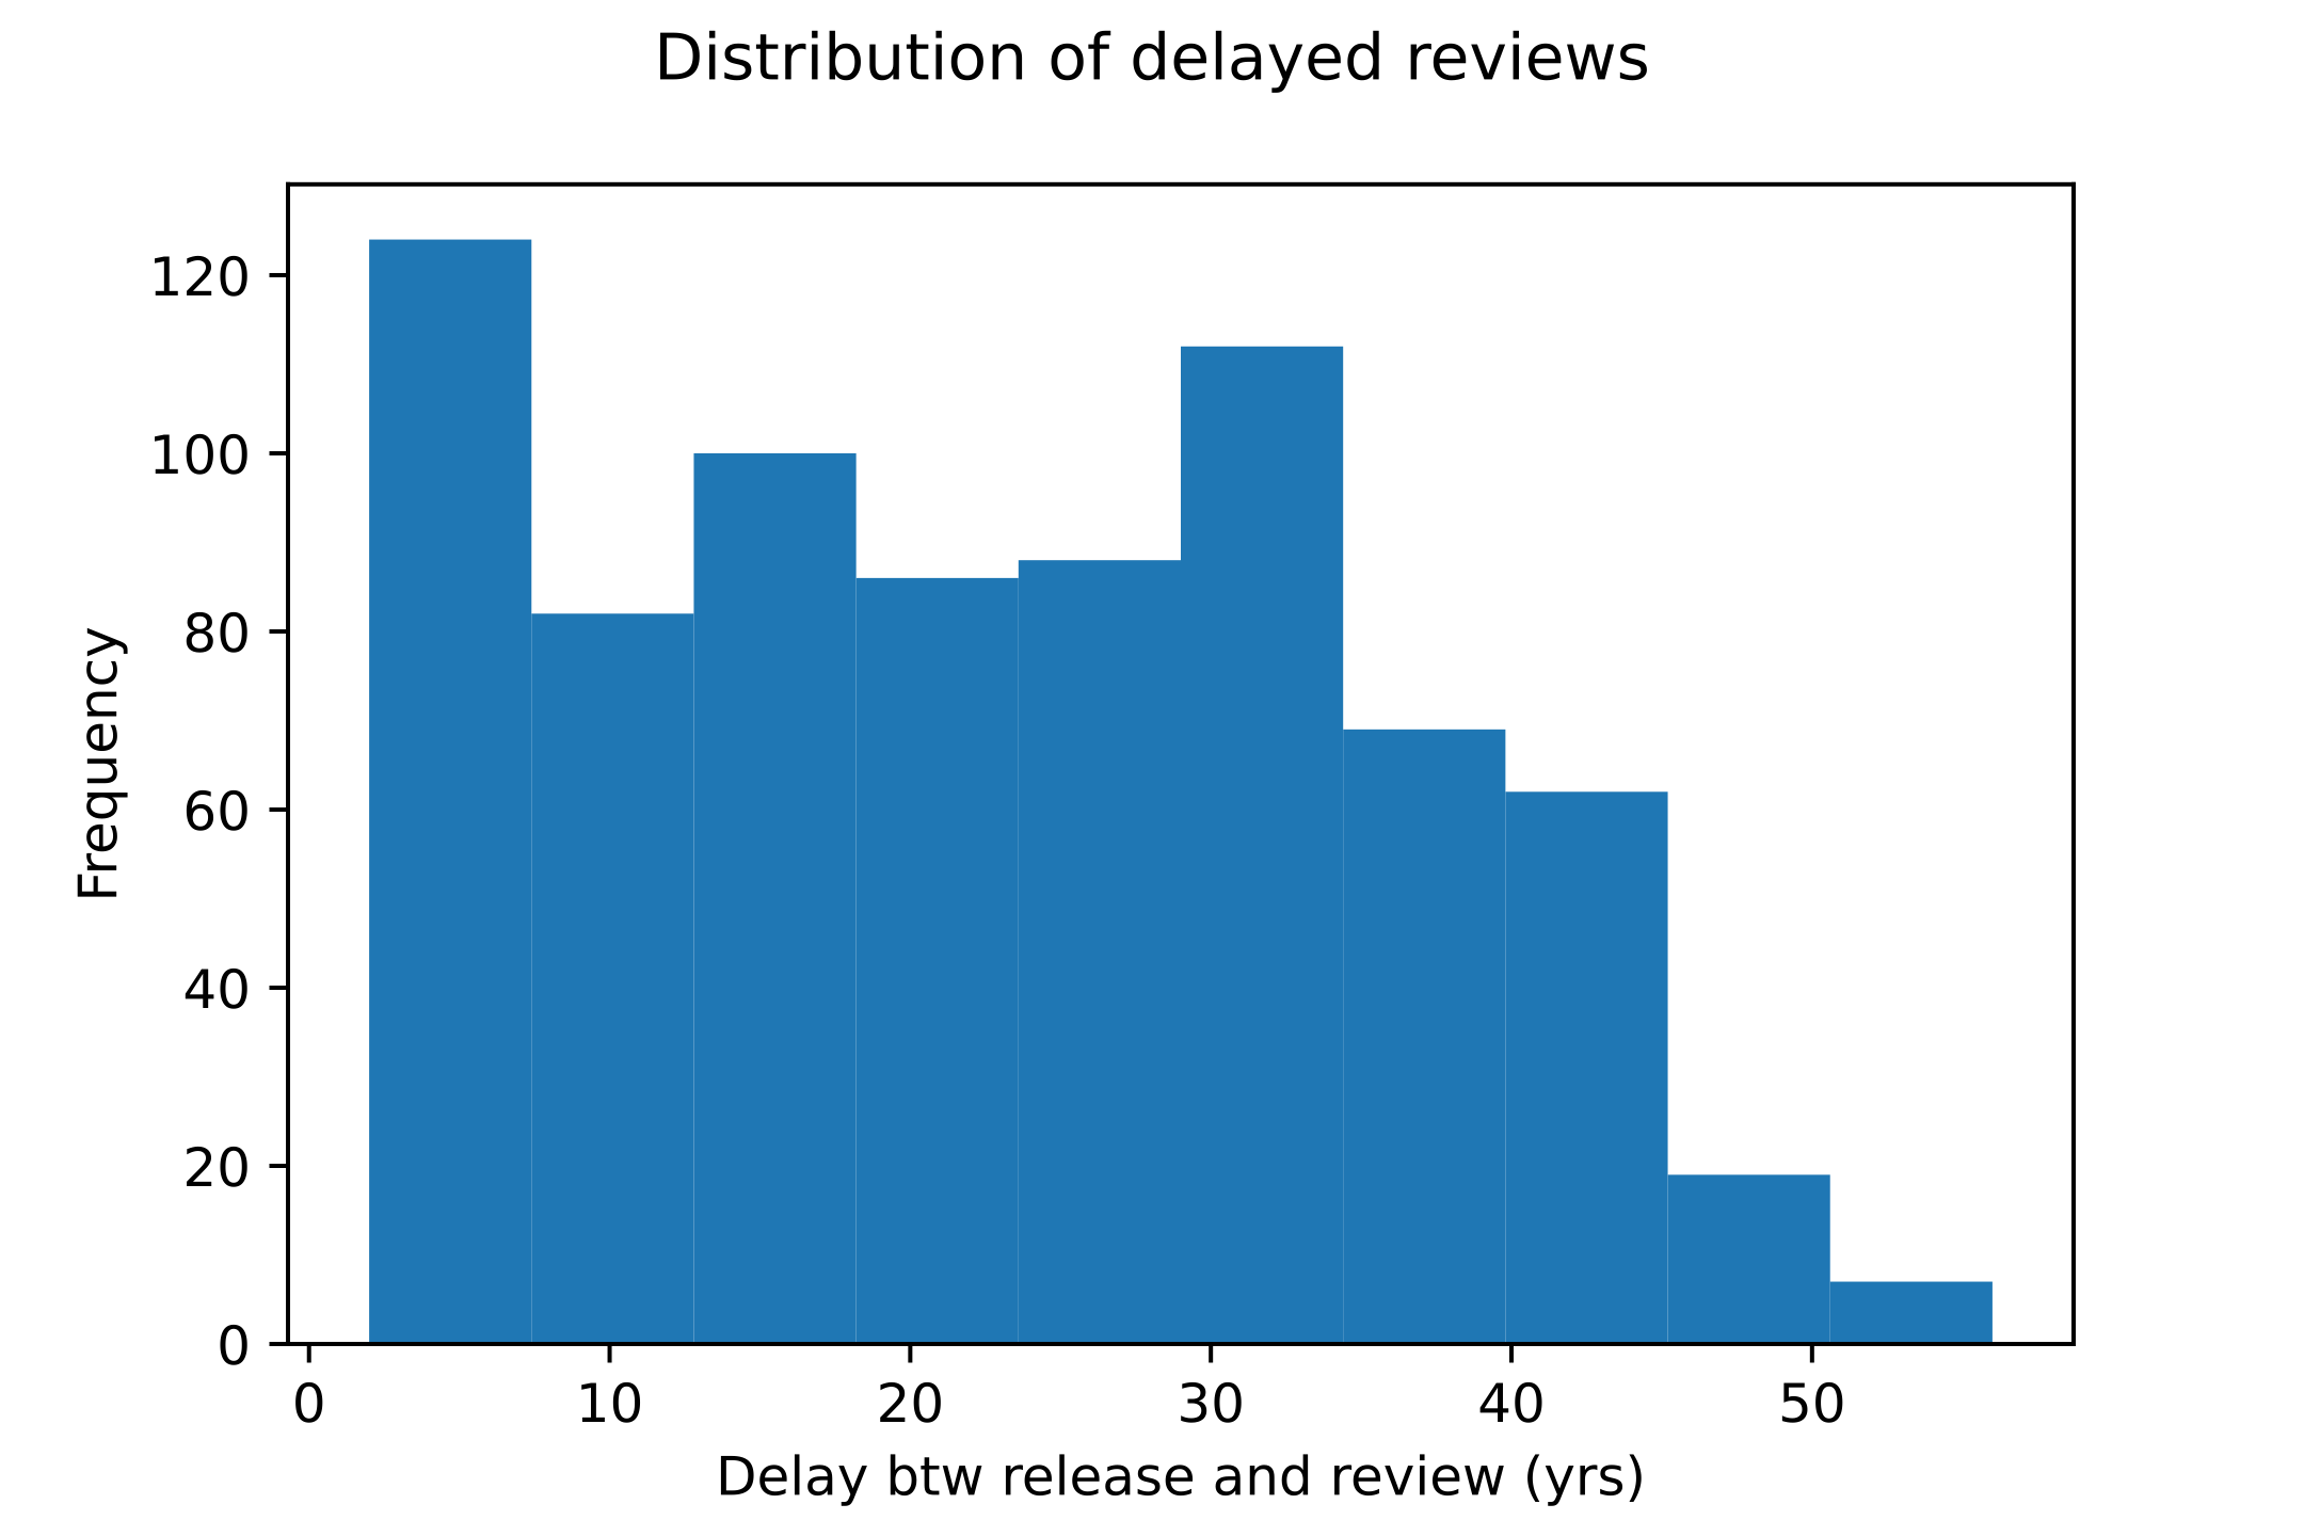 Distribution of delayed reviews
120
100
80
60
40
20
0
Frequency
0 10 20 30 40 50
Delay btw release and review (yrs)